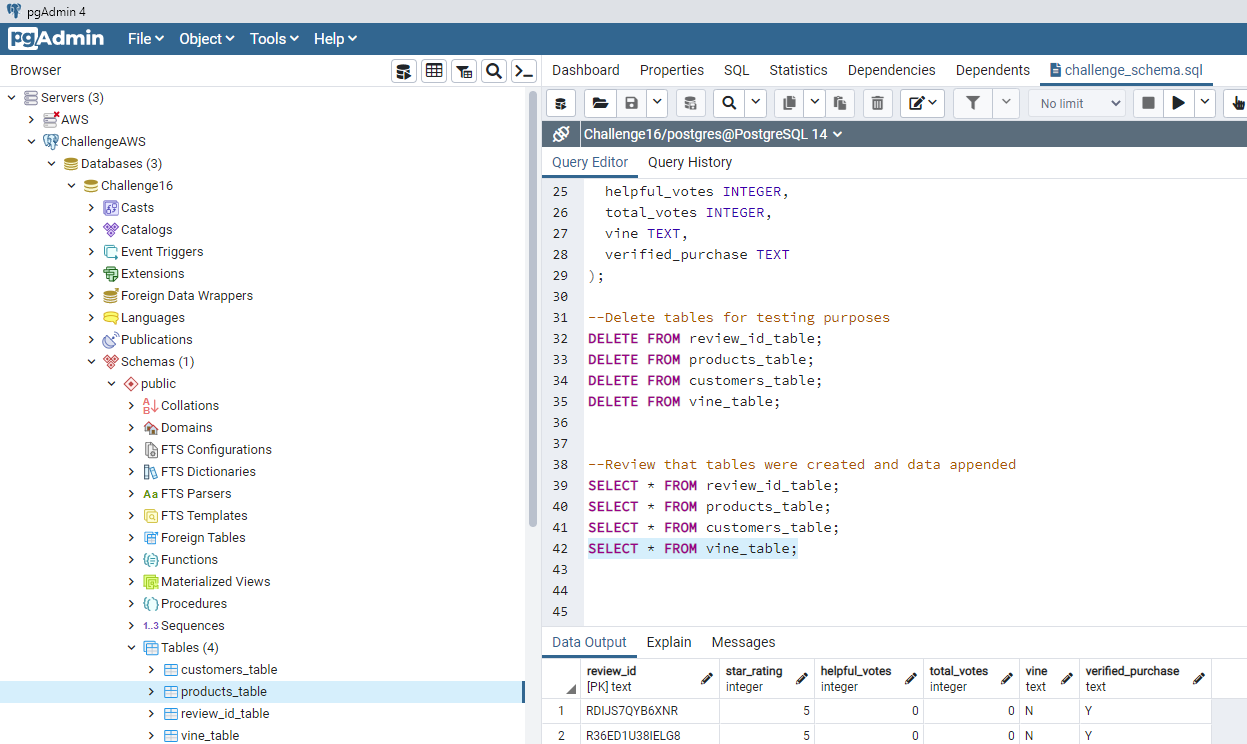 pgAdmin 4
pgAdmin File Object Tools Help
Browser
Dashboard Properties SQL Statistics Dependencies Dependents challenge_schema.sql
No limit
Challenge16/postgres@PostgreSQL 14
Query Editor Query History
Servers (3)
AWS
ChallengeAWS
Databases (3)
Challenge16
Casts
Catalogs
Event Triggers
Extensions
Foreign Data Wrappers
Languages
Publications
Schemas (1)
public
Collations
Domains
FTS Configurations
FTS Dictionaries
Aa FTS Parsers
FTS Templates
Foreign Tables
Functions
Materialized Views
Procedures
1..3 Sequences
Tables (4)
customers_table
products_table
review_id_table
vine_table
25 helpful_votes INTEGER,
26 total_votes INTEGER,
27 vine TEXT,
28 verified_purchase TEXT
29 );
30
31 --Delete tables for testing purposes
32 DELETE FROM review_id_table;
33 DELETE FROM products_table;
34 DELETE FROM customers_table;
35 DELETE FROM vine_table;
36
37
38 --Review that tables were created and data appended
39 SELECT * FROM review_id_table;
40 SELECT * FROM products_table;
41 SELECT * FROM customers_table;
42 SELECT * FROM vine_table;
43
44
45
Data Output Explain Messages
review_id star_rating helpful_votes total_votes vine verified_purchase
[PK] text integer integer integer text text
1 RDIJS7QYB6XNR 5 0 0 N Y
2 R36ED1U38IELG8 5 0 0 N Y